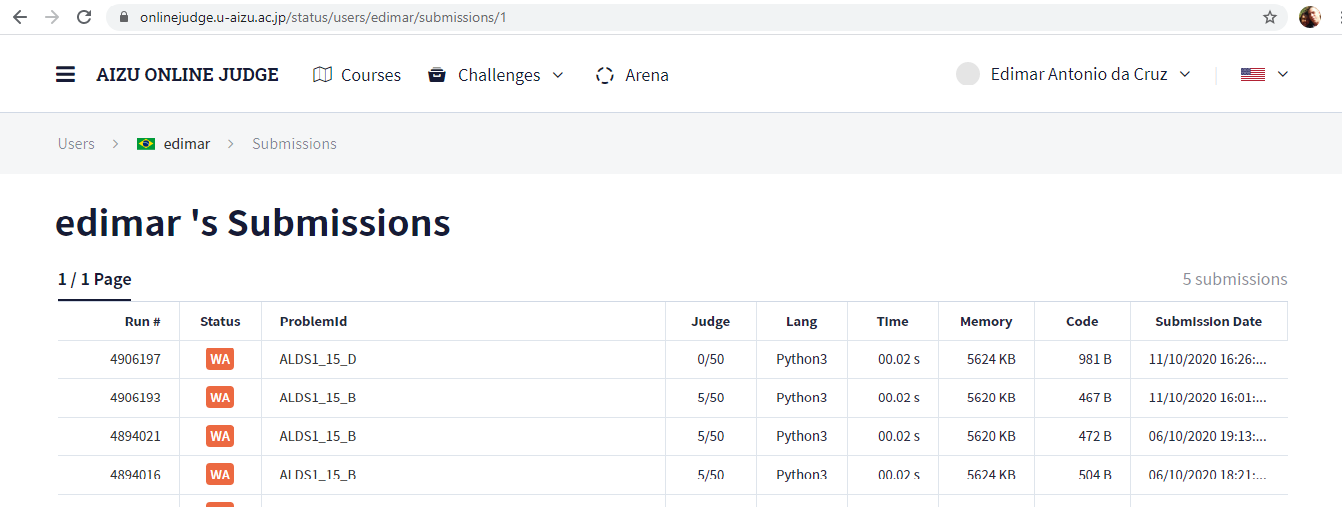 onlinejudge.u-aizu.ac.jp/status/users/edimar/submissions/1
AIZU ONLINE JUDGE Courses Challenges Arena Edimar Antonio da Cruz
Users > edimar > Submissions
edimar 's Submissions
1 / 1 Page 5 submissions
Run # Status ProblemId Judge Lang Time Memory Code Submission Date
4906197 WA ALDS1_15_D 0/50 Python3 00.02 s 5624 KB 981 B 11/10/2020 16:26:...
4906193 WA ALDS1_15_B 5/50 Python3 00.02 s 5620 KB 467 B 11/10/2020 16:01:...
4894021 WA ALDS1_15_B 5/50 Python3 00.02 s 5620 KB 472 B 06/10/2020 19:13:...
4894016 WA ALDS1_15_B 5/50 Python3 00.02 s 5624 KB 504 B 06/10/2020 18:21:...